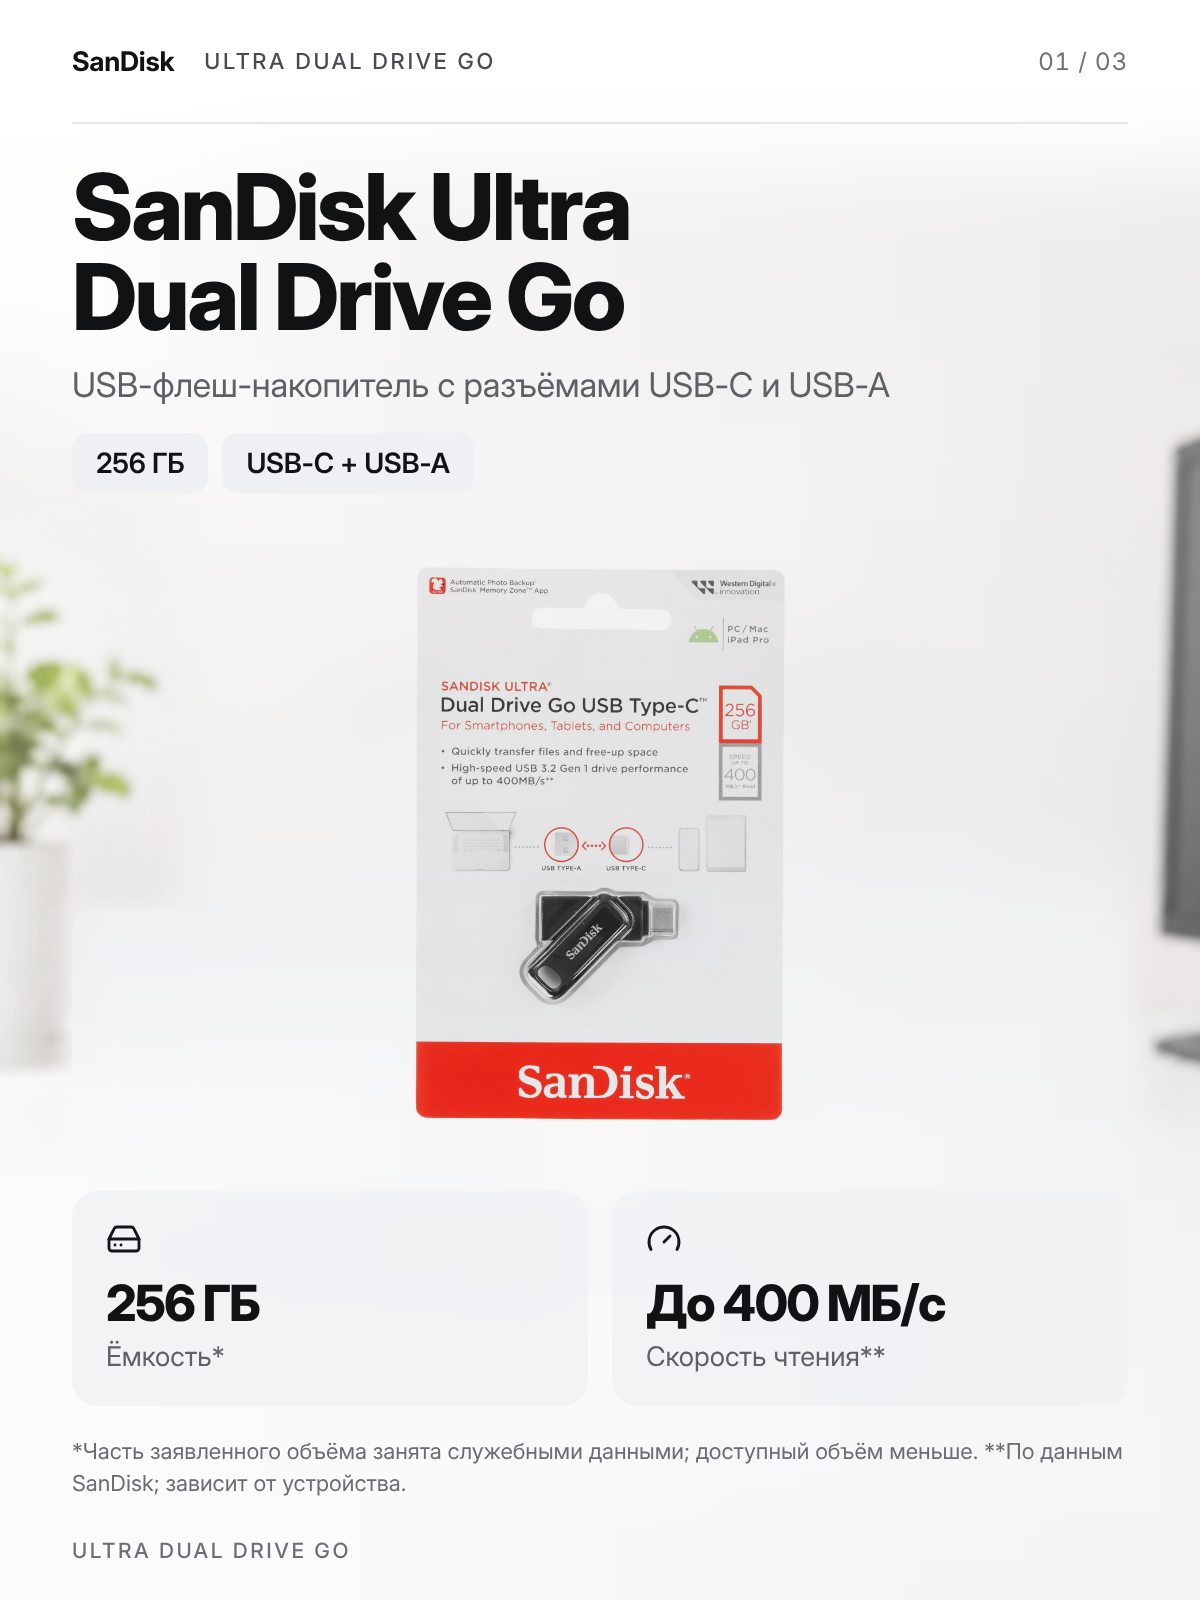 SanDisk ULTRA DUAL DRIVE GO 01 / 03
SanDisk Ultra
Dual Drive Go
USB-флеш-накопитель с разъёмами USB-C и USB-A
256 ГБ USB-C + USB-A
Automatic Photo Backup
SanDisk® Memory Zone™ App
Western Digital®
innovation
PC / Mac
iPad Pro
SANDISK ULTRA®
Dual Drive Go USB Type-C™
For Smartphones, Tablets, and Computers
256
GB*
• Quickly transfer files and free-up space
• High-speed USB 3.2 Gen 1 drive performance
of up to 400MB/s**
SPEED
UP TO
400
MB/s** Read
USB TYPE-A USB TYPE-C
SanDisk
SanDisk®
256 ГБ
Ёмкость*
До 400 МБ/с
Скорость чтения**
*Часть заявленного объёма занята служебными данными; доступный объём меньше. **По данным
SanDisk; зависит от устройства.
ULTRA DUAL DRIVE GO